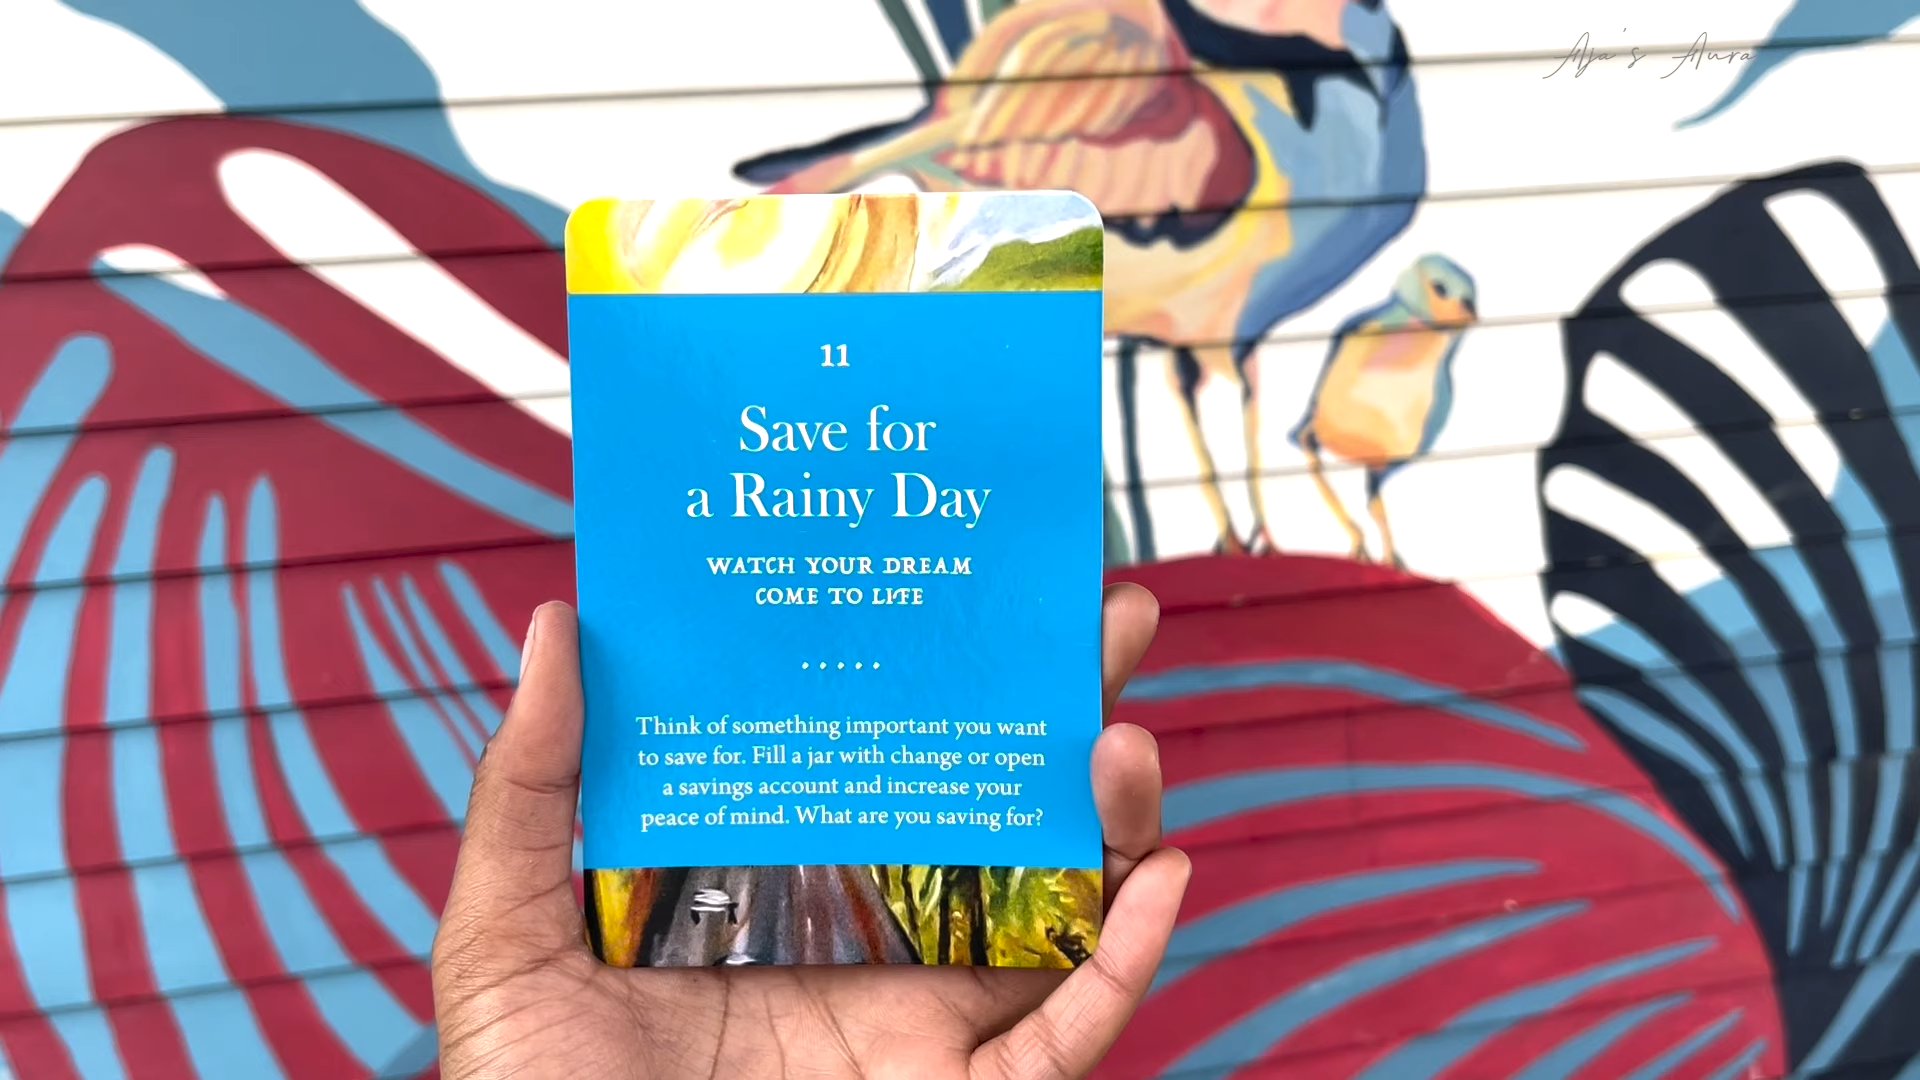 Aja's Aura
11
Save for
a Rainy Day
WATCH YOUR DREAM
COME TO LIFE
.....
Think of something important you want
to save for. Fill a jar with change or open
a savings account and increase your
peace of mind. What are you saving for?